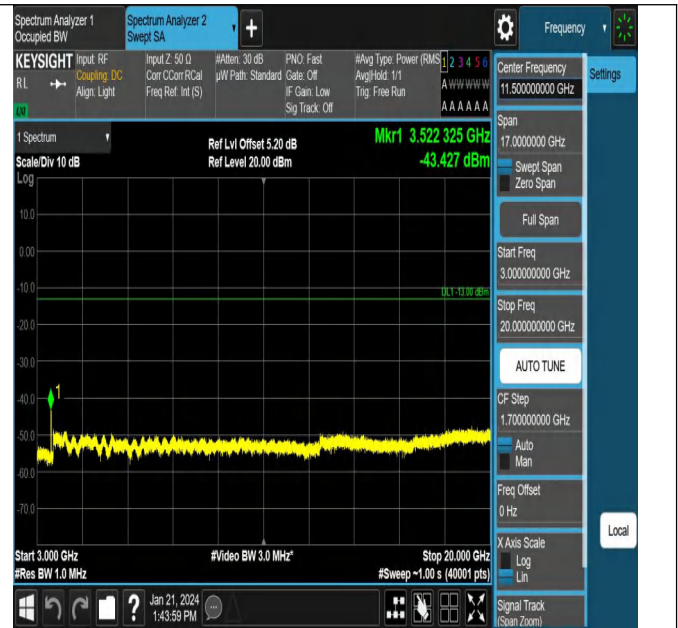 Spectrum Analyzer 1
Occupied BW
Spectrum Analyzer 2
Swept SA
+
Frequency
KEYSIGHT
RL
Input: RF
Coupling: DC
Align: Light
Input Z: 50 Ω
Corr CCorr RCal
Freq Ref: Int (S)
#Atten: 30 dB
µW Path: Standard
PNO: Fast
Gate: Off
IF Gain: Low
Sig Track: Off
#Avg Type: Power (RMS
Avg|Hold: 1/1
Trig: Free Run
1 2 3 4 5 6
A W W W W W
A A A A A A
LXI
1 Spectrum
Scale/Div 10 dB
Log
Ref Lvl Offset 5.20 dB
Ref Level 20.00 dBm
Mkr1 3.522 325 GHz
-43.427 dBm
10.0
0.00
-10.0
-20.0
-30.0
-40.0
-50.0
-60.0
-70.0
DL1 -13.00 dBm
1
Start 3.000 GHz
#Res BW 1.0 MHz
#Video BW 3.0 MHz*
Stop 20.000 GHz
#Sweep ~1.00 s (40001 pts)
Center Frequency
11.500000000 GHz
Settings
Span
17.0000000 GHz
Swept Span
Zero Span
Full Span
Start Freq
3.000000000 GHz
Stop Freq
20.000000000 GHz
AUTO TUNE
CF Step
1.700000000 GHz
Auto
Man
Freq Offset
0 Hz
X Axis Scale
Log
Lin
Local
Signal Track
(Span Zoom)
?
Jan 21, 2024
1:43:59 PM